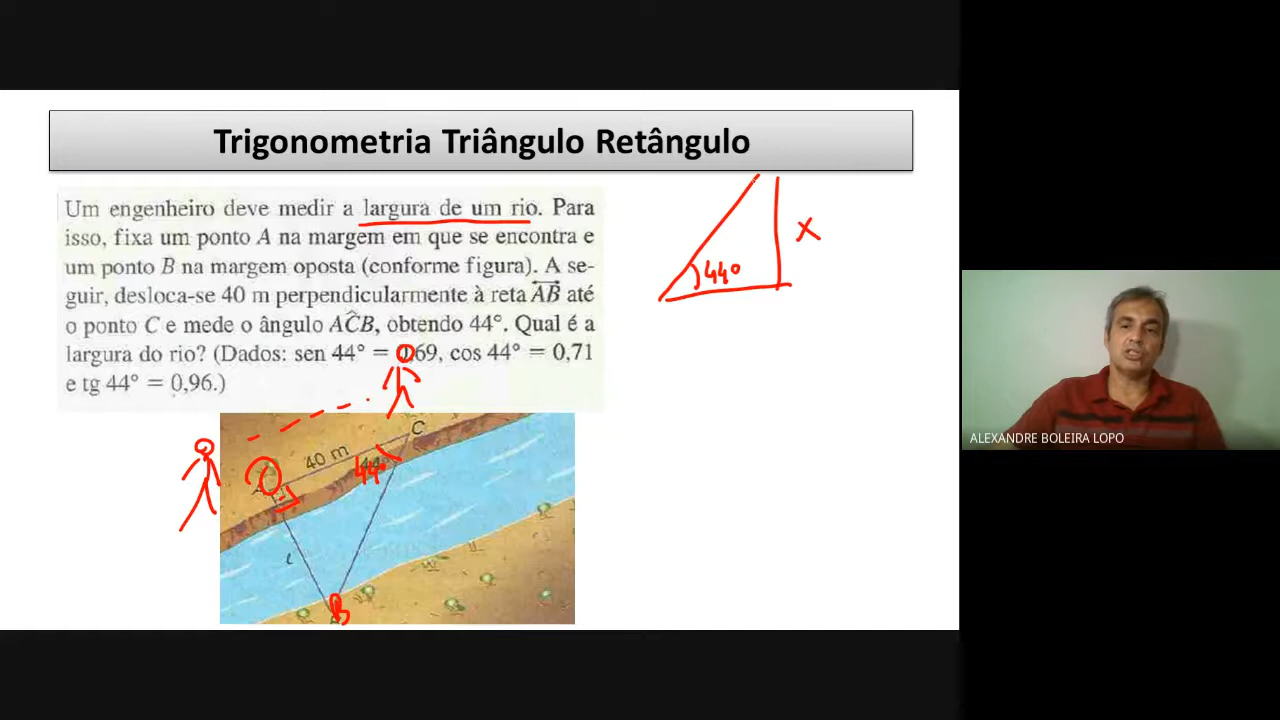 Trigonometria Triângulo Retângulo
Um engenheiro deve medir a largura de um rio. Para
isso, fixa um ponto A na margem em que se encontra e
um ponto B na margem oposta (conforme figura). A se-
guir, desloca-se 40 m perpendicularmente à reta AB até
o ponto C e mede o ângulo AĈB, obtendo 44°. Qual é a
largura do rio? (Dados: sen 44° = 0,69, cos 44° = 0,71
e tg 44° = 0,96.)
44°
x
C
40 m
44°
A
l
B
ALEXANDRE BOLEIRA LOPO